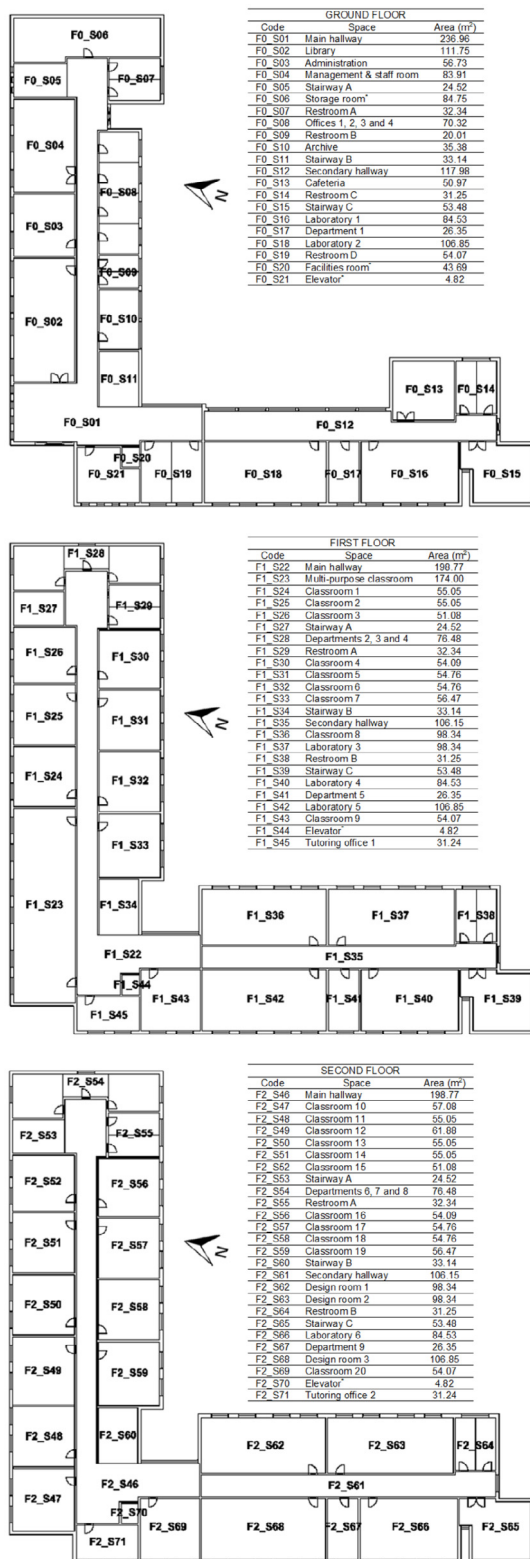 F0_S06
F0_S05
F0_S07
F0_S04
F0_S08
F0_S03
F0_S09
F0_S02
F0_S10
F0_S11
F0_S13
F0_S14
F0_S01
F0_S12
F0_S20
F0_S21
F0_S19
F0_S18
F0_S17
F0_S16
F0_S15
N
GROUND FLOOR
Code Space Area (m²)
F0_S01 Main hallway 236.96
F0_S02 Library 111.75
F0_S03 Administration 56.73
F0_S04 Management & staff room 83.91
F0_S05 Stairway A 24.52
F0_S06 Storage room* 84.75
F0_S07 Restroom A 32.34
F0_S08 Offices 1, 2, 3 and 4 70.32
F0_S09 Restroom B 20.01
F0_S10 Archive 35.38
F0_S11 Stairway B 33.14
F0_S12 Secondary hallway 117.98
F0_S13 Cafeteria 50.97
F0_S14 Restroom C 31.25
F0_S15 Stairway C 53.48
F0_S16 Laboratory 1 84.53
F0_S17 Department 1 26.35
F0_S18 Laboratory 2 106.85
F0_S19 Restroom D 54.07
F0_S20 Facilities room* 43.69
F0_S21 Elevator* 4.82
F1_S28
F1_S27
F1_S29
F1_S26
F1_S30
F1_S25
F1_S31
F1_S24
F1_S32
F1_S33
F1_S23
F1_S34
F1_S36
F1_S37
F1_S38
F1_S22
F1_S35
F1_S44
F1_S45
F1_S43
F1_S42
F1_S41
F1_S40
F1_S39
N
FIRST FLOOR
Code Space Area (m²)
F1_S22 Main hallway 198.77
F1_S23 Multi-purpose classroom 174.00
F1_S24 Classroom 1 55.05
F1_S25 Classroom 2 55.05
F1_S26 Classroom 3 51.08
F1_S27 Stairway A 24.52
F1_S28 Departments 2, 3 and 4 76.48
F1_S29 Restroom A 32.34
F1_S30 Classroom 4 54.09
F1_S31 Classroom 5 54.76
F1_S32 Classroom 6 54.76
F1_S33 Classroom 7 56.47
F1_S34 Stairway B 33.14
F1_S35 Secondary hallway 106.15
F1_S36 Classroom 8 98.34
F1_S37 Laboratory 3 98.34
F1_S38 Restroom B 31.25
F1_S39 Stairway C 53.48
F1_S40 Laboratory 4 84.53
F1_S41 Department 5 26.35
F1_S42 Laboratory 5 106.85
F1_S43 Classroom 9 54.07
F1_S44 Elevator* 4.82
F1_S45 Tutoring office 1 31.24
F2_S54
F2_S53
F2_S55
F2_S52
F2_S56
F2_S51
F2_S57
F2_S50
F2_S58
F2_S49
F2_S59
F2_S48
F2_S60
F2_S62
F2_S63
F2_S64
F2_S47
F2_S46
F2_S61
F2_S70
F2_S71
F2_S69
F2_S68
F2_S67
F2_S66
F2_S65
N
SECOND FLOOR
Code Space Area (m²)
F2_S46 Main hallway 198.77
F2_S47 Classroom 10 57.08
F2_S48 Classroom 11 55.05
F2_S49 Classroom 12 61.88
F2_S50 Classroom 13 55.05
F2_S51 Classroom 14 55.05
F2_S52 Classroom 15 51.08
F2_S53 Stairway A 24.52
F2_S54 Departments 6, 7 and 8 76.48
F2_S55 Restroom A 32.34
F2_S56 Classroom 16 54.09
F2_S57 Classroom 17 54.76
F2_S58 Classroom 18 54.76
F2_S59 Classroom 19 56.47
F2_S60 Stairway B 33.14
F2_S61 Secondary hallway 106.15
F2_S62 Design room 1 98.34
F2_S63 Design room 2 98.34
F2_S64 Restroom B 31.25
F2_S65 Stairway C 53.48
F2_S66 Laboratory 6 84.53
F2_S67 Department 9 26.35
F2_S68 Design room 3 106.85
F2_S69 Classroom 20 54.07
F2_S70 Elevator* 4.82
F2_S71 Tutoring office 2 31.24